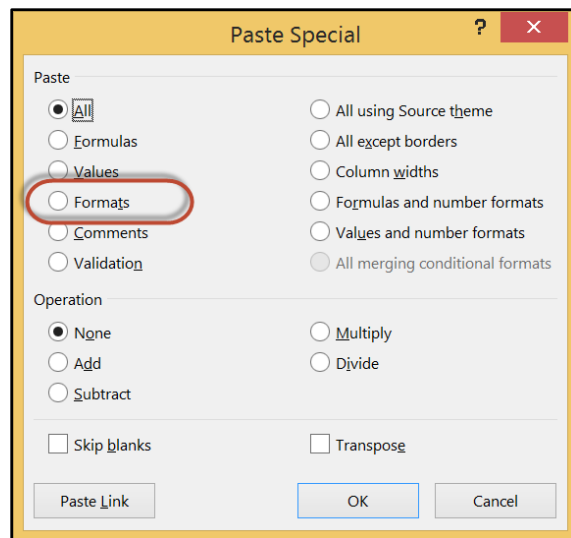 Paste Special
?
Paste
All
All using Source theme
Formulas
All except borders
Values
Column widths
Formats
Formulas and number formats
Comments
Values and number formats
Validation
All merging conditional formats
Operation
None
Multiply
Add
Divide
Subtract
Skip blanks
Transpose
Paste Link
OK
Cancel